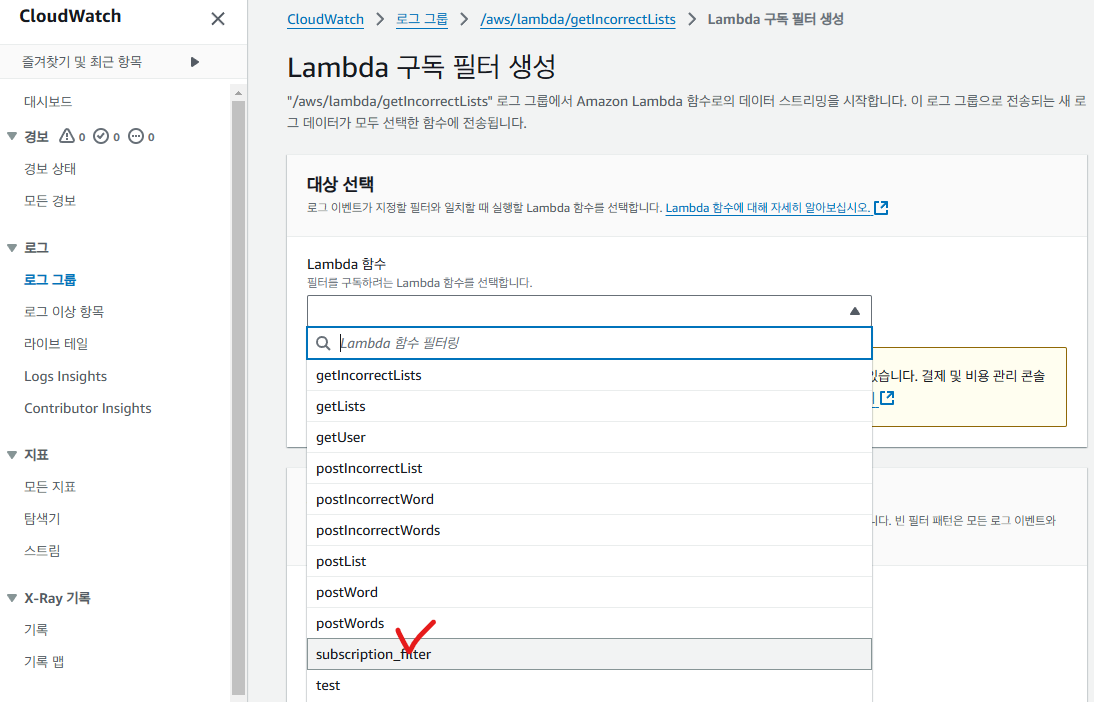 CloudWatch
즐겨찾기 및 최근 항목
대시보드
경보 0 0 0
경보 상태
모든 경보
로그
로그 그룹
로그 이상 항목
라이브 테일
Logs Insights
Contributor Insights
지표
모든 지표
탐색기
스트림
X-Ray 기록
기록
기록 맵
CloudWatch > 로그 그룹 > /aws/lambda/getIncorrectLists > Lambda 구독 필터 생성
Lambda 구독 필터 생성
"/aws/lambda/getIncorrectLists" 로그 그룹에서 Amazon Lambda 함수로의 데이터 스트리밍을 시작합니다. 이 로그 그룹으로 전송되는 새 로
그 데이터가 모두 선택한 함수에 전송됩니다.
대상 선택
로그 이벤트가 지정할 필터와 일치할 때 실행할 Lambda 함수를 선택합니다. Lambda 함수에 대해 자세히 알아보십시오.
Lambda 함수
필터를 구독하려는 Lambda 함수를 선택합니다.
Lambda 함수 필터링
getIncorrectLists
있습니다. 결제 및 비용 관리 콘솔
getLists
getUser
postIncorrectList
postIncorrectWord
postIncorrectWords
니다. 빈 필터 패턴은 모든 로그 이벤트와
postList
postWord
postWords
subscription_filter
test